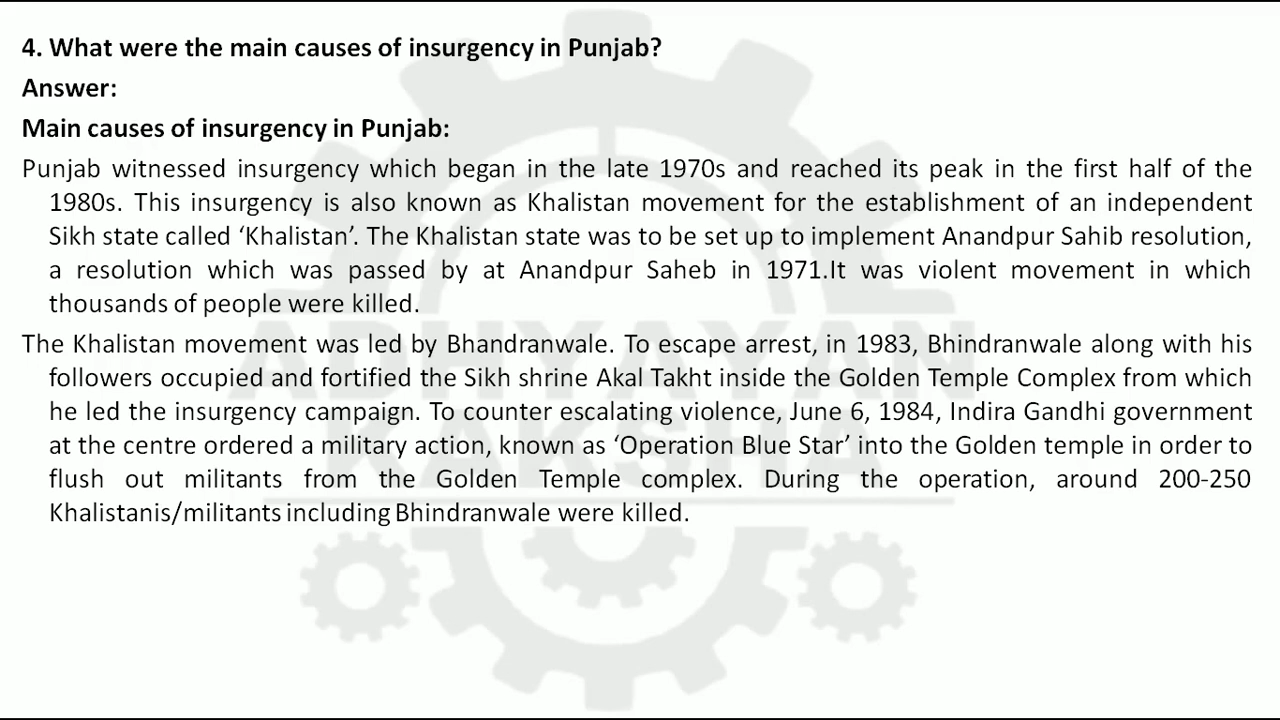 4. What were the main causes of insurgency in Punjab?
Answer:
Main causes of insurgency in Punjab:
Punjab witnessed insurgency which began in the late 1970s and reached its peak in the first half of the
1980s. This insurgency is also known as Khalistan movement for the establishment of an independent
Sikh state called ‘Khalistan’. The Khalistan state was to be set up to implement Anandpur Sahib resolution,
a resolution which was passed by at Anandpur Saheb in 1971.It was violent movement in which
thousands of people were killed.
The Khalistan movement was led by Bhandranwale. To escape arrest, in 1983, Bhindranwale along with his
followers occupied and fortified the Sikh shrine Akal Takht inside the Golden Temple Complex from which
he led the insurgency campaign. To counter escalating violence, June 6, 1984, Indira Gandhi government
at the centre ordered a military action, known as ‘Operation Blue Star’ into the Golden temple in order to
flush out militants from the Golden Temple complex. During the operation, around 200-250
Khalistanis/militants including Bhindranwale were killed.
ADHYAYAN
KAKSHA